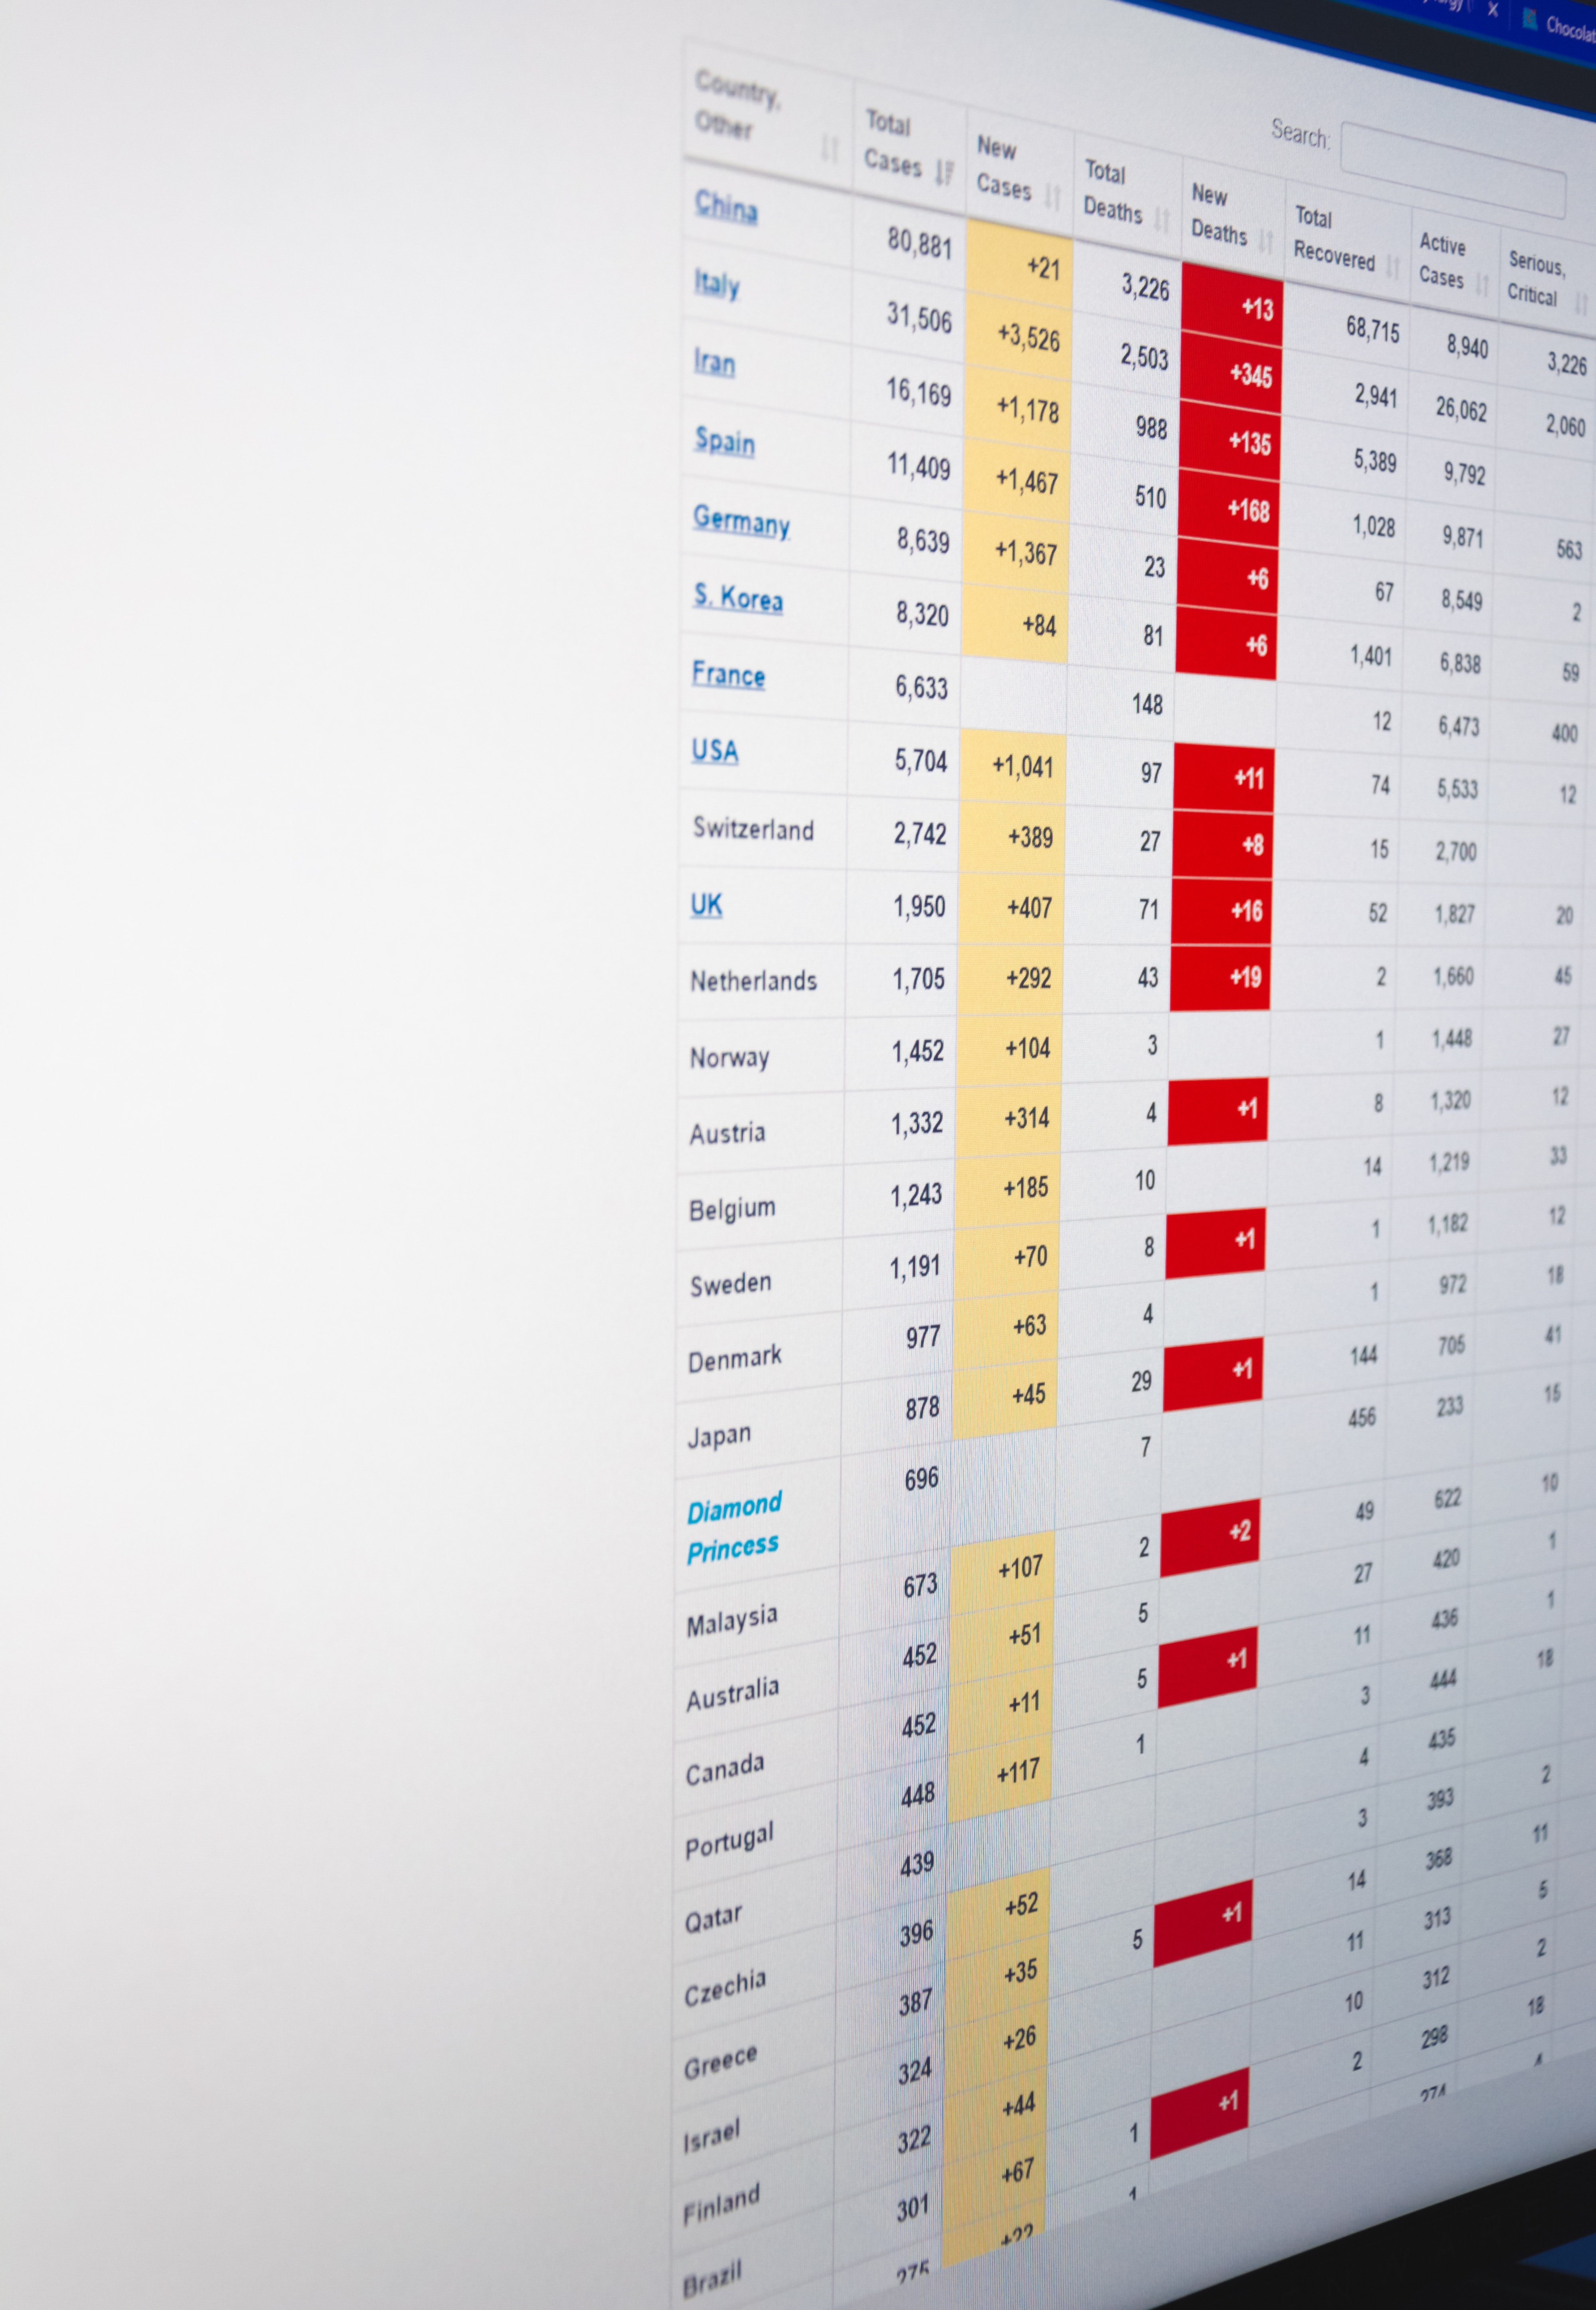 Chocolat
Search:
Country, Other Total Cases New Cases Total Deaths New Deaths Total Recovered Active Cases Serious, Critical
China 80,881 +21 3,226 +13 68,715 8,940 3,226
Italy 31,506 +3,526 2,503 +345 2,941 26,062 2,060
Iran 16,169 +1,178 988 +135 5,389 9,792
Spain 11,409 +1,467 510 +168 1,028 9,871 563
Germany 8,639 +1,367 23 +6 67 8,549 2
S. Korea 8,320 +84 81 +6 1,401 6,838 59
France 6,633 148 12 6,473 400
USA 5,704 +1,041 97 +11 74 5,533 12
Switzerland 2,742 +389 27 +8 15 2,700
UK 1,950 +407 71 +16 52 1,827 20
Netherlands 1,705 +292 43 +19 2 1,660 45
Norway 1,452 +104 3 1 1,448 27
Austria 1,332 +314 4 +1 8 1,320 12
Belgium 1,243 +185 10 14 1,219 33
Sweden 1,191 +70 8 +1 1 1,182 12
Denmark 977 +63 4 1 972 18
Japan 878 +45 29 +1 144 705 41
Diamond Princess 696 7 456 233 15
Malaysia 673 +107 2 +2 49 622 10
Australia 452 +51 5 27 420 1
Canada 452 +11 5 +1 11 436 1
Portugal 448 +117 1 3 444 18
Qatar 439 4 435
Czechia 396 +52 3 393 2
Greece 387 +35 5 +1 14 368 11
Israel 324 +26 11 313 5
Finland 322 +44 10 312 2
Brazil 301 +67 1 +1 2 298 18